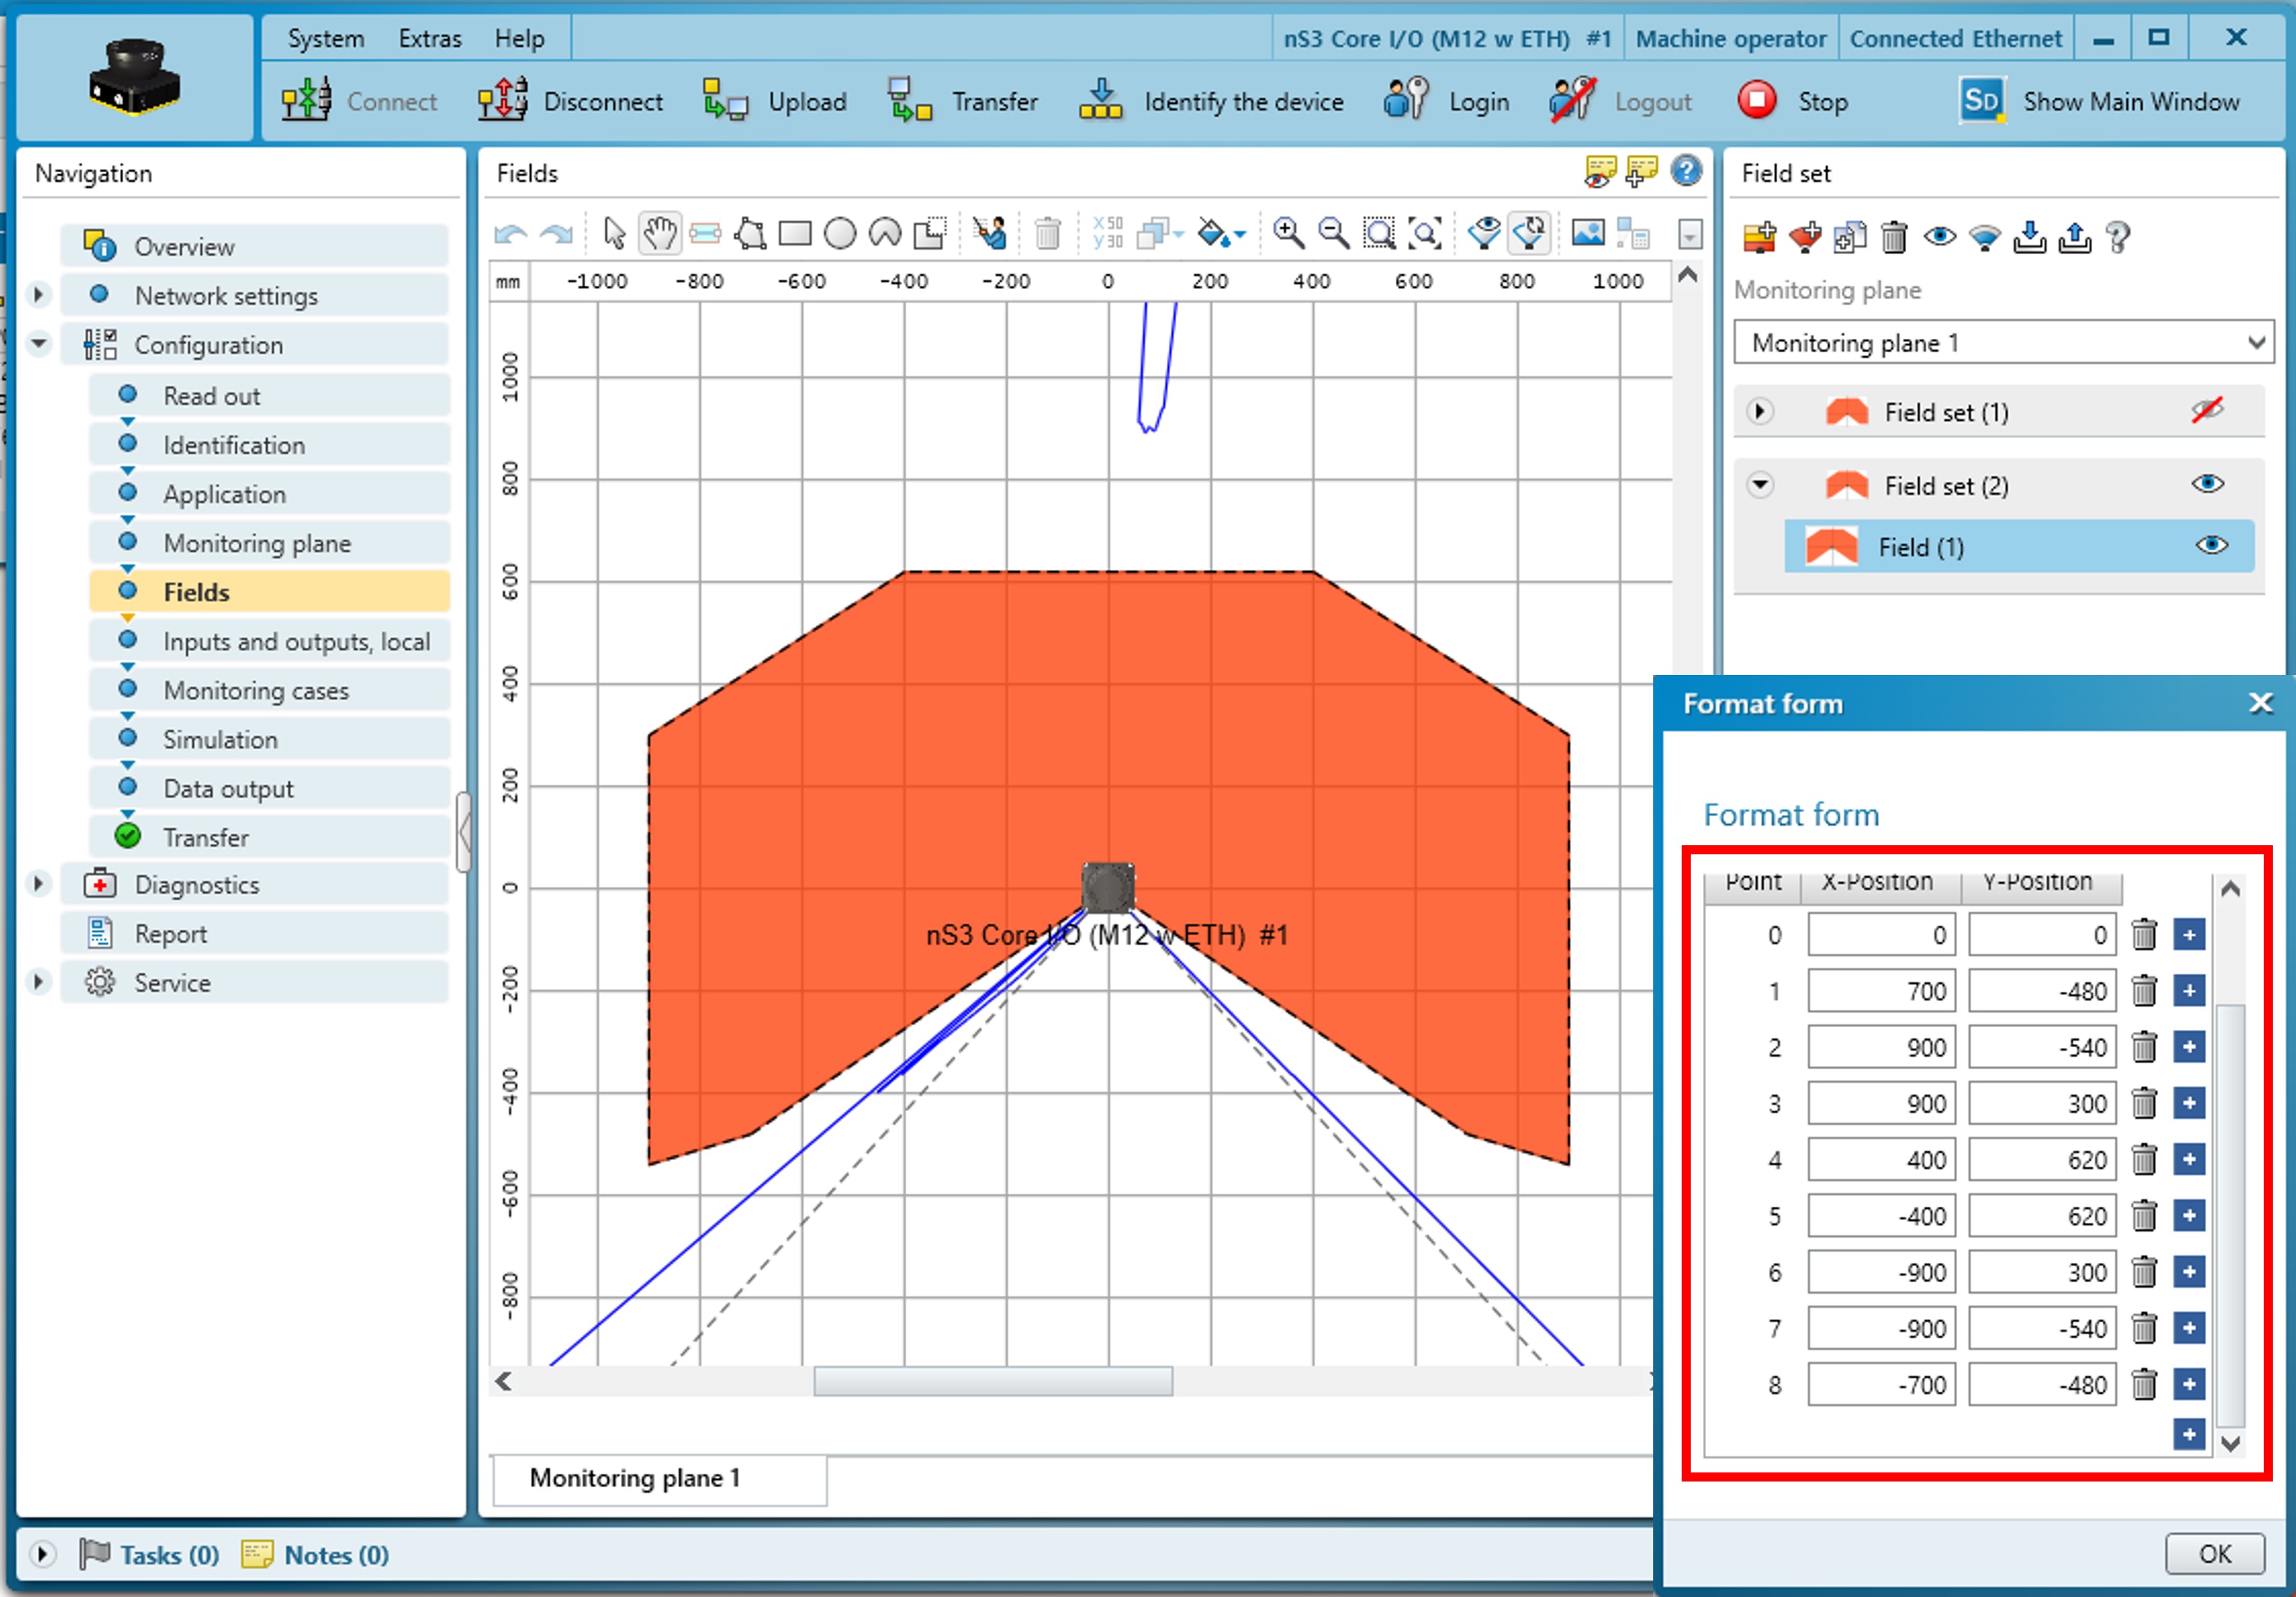 System Extras Help nS3 Core I/O (M12 w ETH) #1 Machine operator Connected Ethernet
Connect Disconnect Upload Transfer Identify the device Login Logout Stop SD Show Main Window
Navigation
Overview
Network settings
Configuration
Read out
Identification
Application
Monitoring plane
Fields
Inputs and outputs, local
Monitoring cases
Simulation
Data output
Transfer
Diagnostics
Report
Service
Fields
X 50
y 30
mm -1000 -800 -600 -400 -200 0 200 400 600 800 1000
1000
800
600
400
200
0
-200
-400
-600
-800
nS3 Core I/O (M12 w ETH) #1
Monitoring plane 1
Field set
Monitoring plane
Monitoring plane 1
Field set (1)
Field set (2)
Field (1)
Format form
Format form
Point X-Position Y-Position
0 0 0
1 700 -480
2 900 -540
3 900 300
4 400 620
5 -400 620
6 -900 300
7 -900 -540
8 -700 -480
OK
Tasks (0) Notes (0)